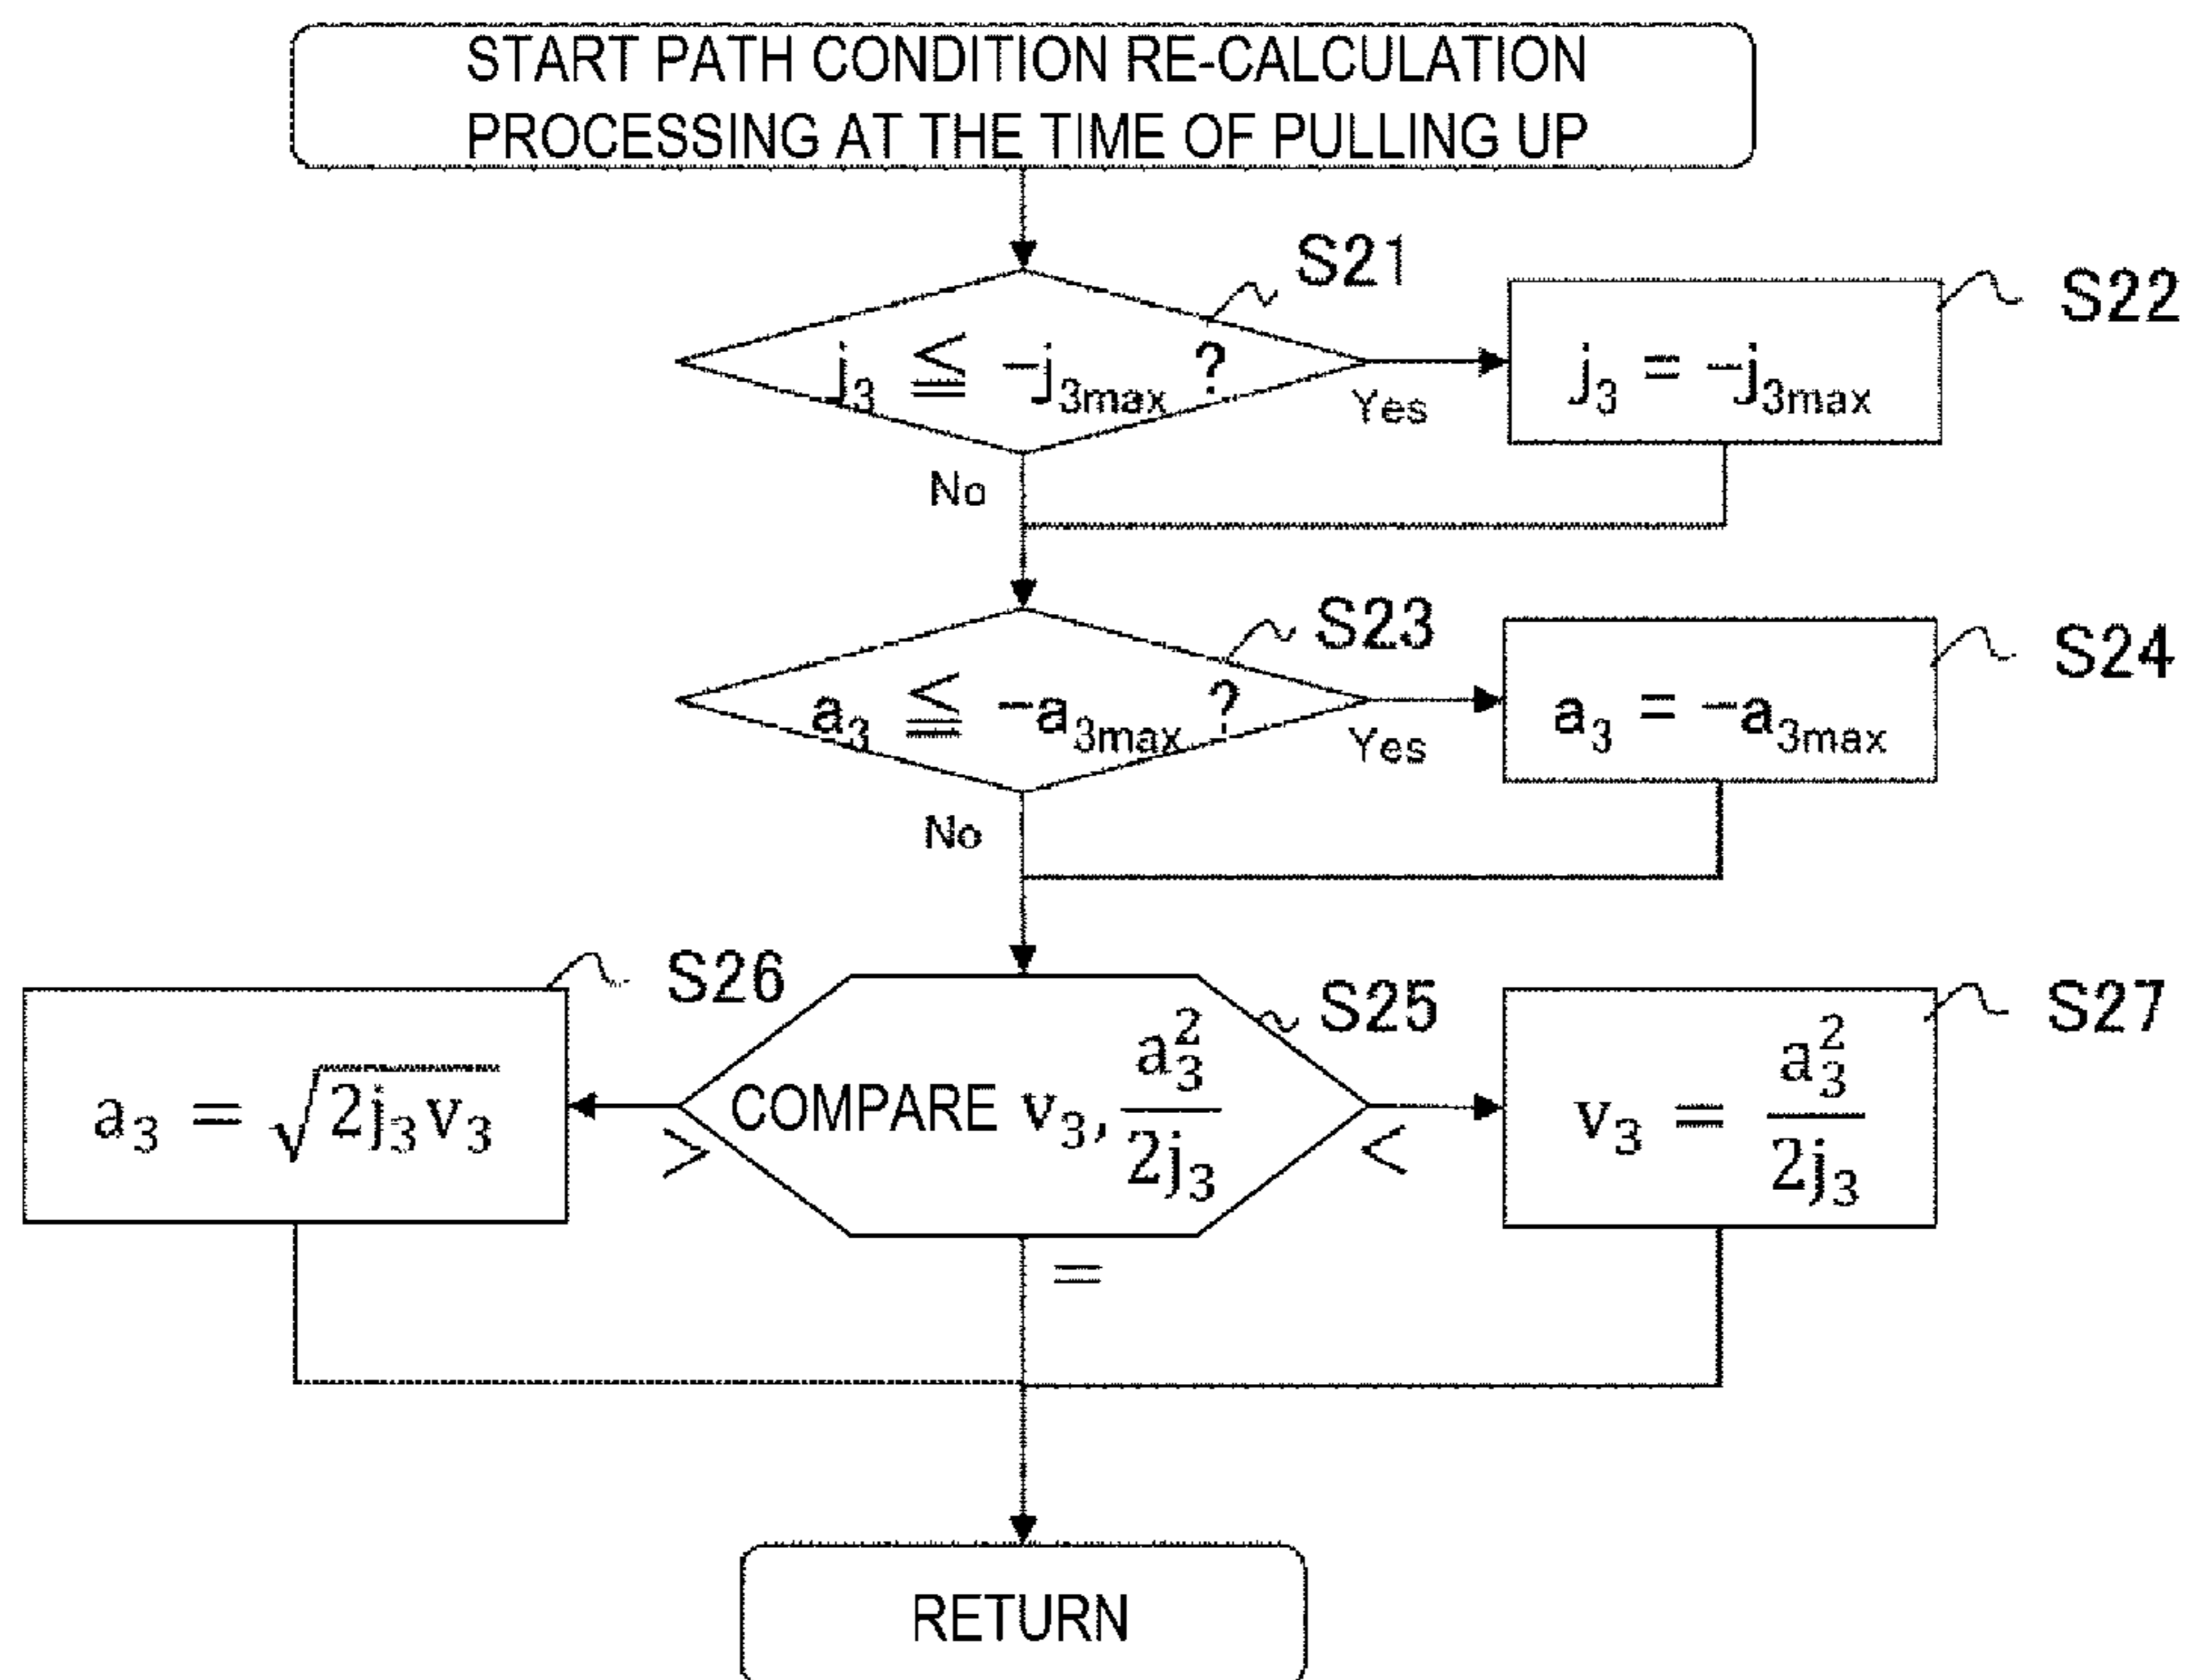 START PATH CONDITION RE-CALCULATION
PROCESSING AT THE TIME OF PULLING UP
S21
j₃ ≦ −j₃max ?
Yes
No
S22
j₃ = −j₃max
S23
a₃ ≦ −a₃max ?
Yes
No
S24
a₃ = −a₃max
S26
a₃ = √2j₃v₃
S25
COMPARE v₃, a₃²/2j₃
>
<
=
S27
v₃ = a₃²/2j₃
RETURN